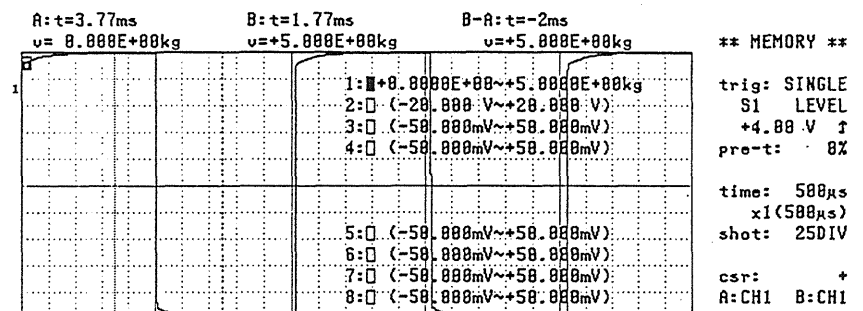 A:t=3.77ms B:t=1.77ms B-A:t=-2ms
v= 0.000E+00kg v=+5.000E+00kg v=+5.000E+00kg
** MEMORY **
1
1: +0.0000E+00~+5.0000E+00kg
2: (-20.000 V~+20.000 V)
3: (-50.000mV~+50.000mV)
4: (-50.000mV~+50.000mV)
5: (-50.000mV~+50.000mV)
6: (-50.000mV~+50.000mV)
7: (-50.000mV~+50.000mV)
8: (-50.000mV~+50.000mV)
trig: SINGLE
S1 LEVEL
+4.00 V ↑
pre-t: 0%
time: 500µs
x1(500µs)
shot: 25DIV
csr: +
A:CH1 B:CH1